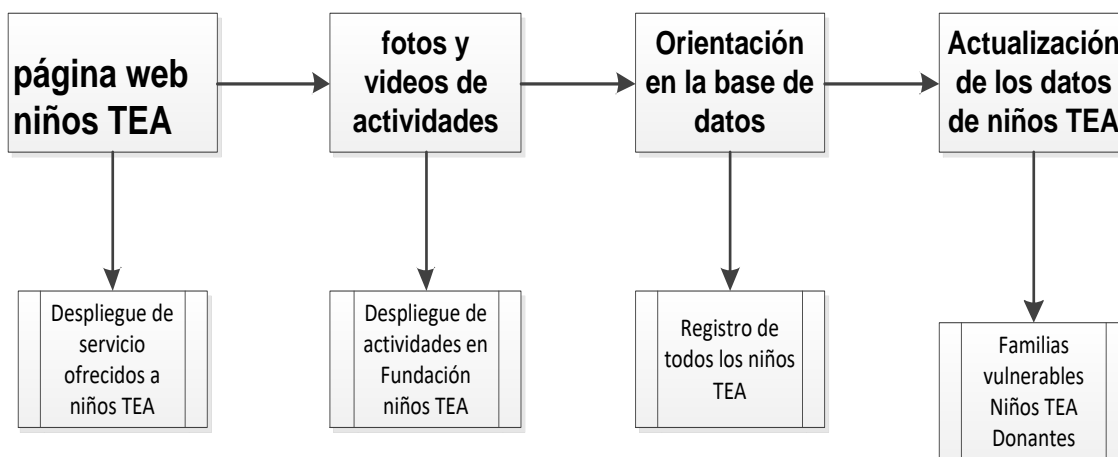 página web
niños TEA
fotos y
videos de
actividades
Orientación
en la base de
datos
Actualización
de los datos
de niños TEA
Despliegue de
servicio
ofrecidos a
niños TEA
Despliegue de
actividades en
Fundación
niños TEA
Registro de
todos los niños
TEA
Familias
vulnerables
Niños TEA
Donantes